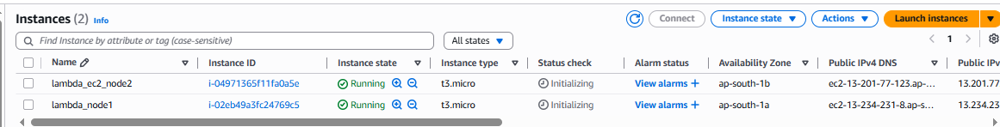 Instances (2) Info Connect Instance state Actions Launch instances
Find Instance by attribute or tag (case-sensitive) All states 1
Name Instance ID Instance state Instance type Status check Alarm status Availability Zone Public IPv4 DNS Public IP
lambda_ec2_node2 i-04971365f11fa0a5e Running t3.micro Initializing View alarms + ap-south-1b ec2-13-201-77-123.ap-... 13.201.77
lambda_node1 i-02eb49a3fc24769c5 Running t3.micro Initializing View alarms + ap-south-1a ec2-13-234-231-8.ap-s... 13.234.23